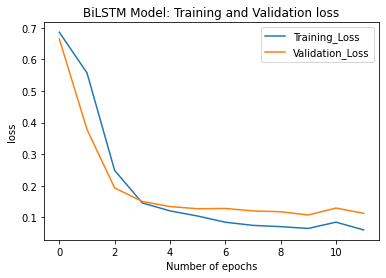 BiLSTM Model: Training and Validation loss
0.7
0.6
0.5
0.4
0.3
0.2
0.1
loss
Training_Loss
Validation_Loss
0 2 4 6 8 10
Number of epochs